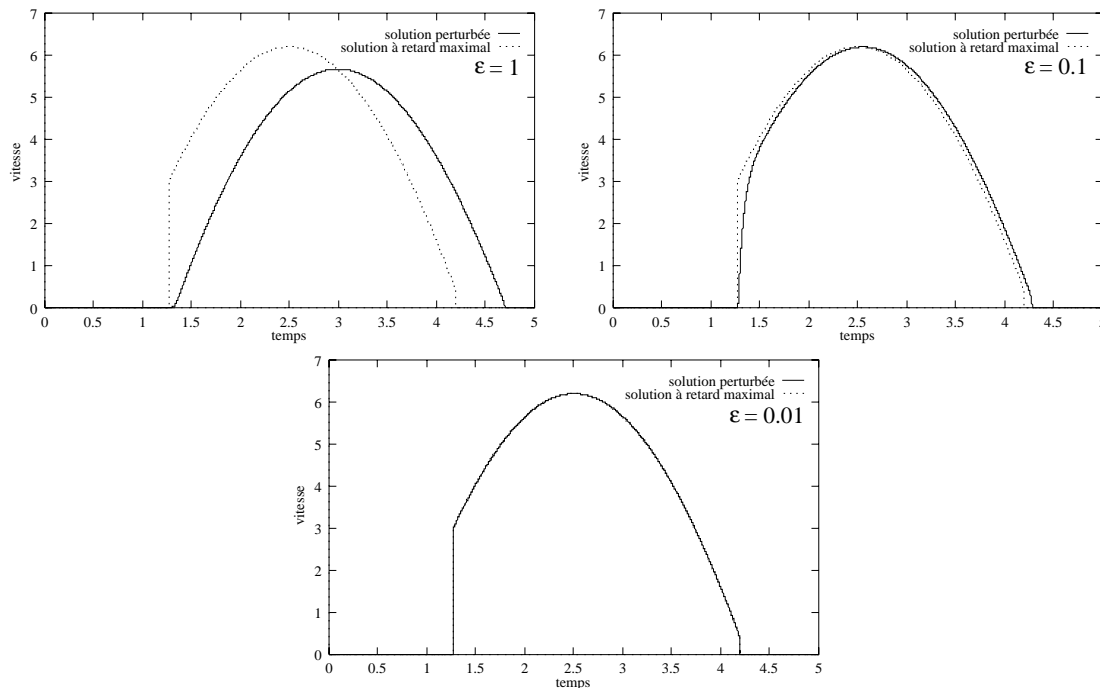 7
6
5
4
3
2
1
0
vitesse
solution perturbée
solution à retard maximal
ε = 1
0 0.5 1 1.5 2 2.5 3 3.5 4 4.5 5
temps
7
6
5
4
3
2
1
0
vitesse
solution perturbée
solution à retard maximal
ε = 0.1
0 0.5 1 1.5 2 2.5 3 3.5 4 4.5
temps
7
6
5
4
3
2
1
0
vitesse
solution perturbée
solution à retard maximal
ε = 0.01
0 0.5 1 1.5 2 2.5 3 3.5 4 4.5 5
temps